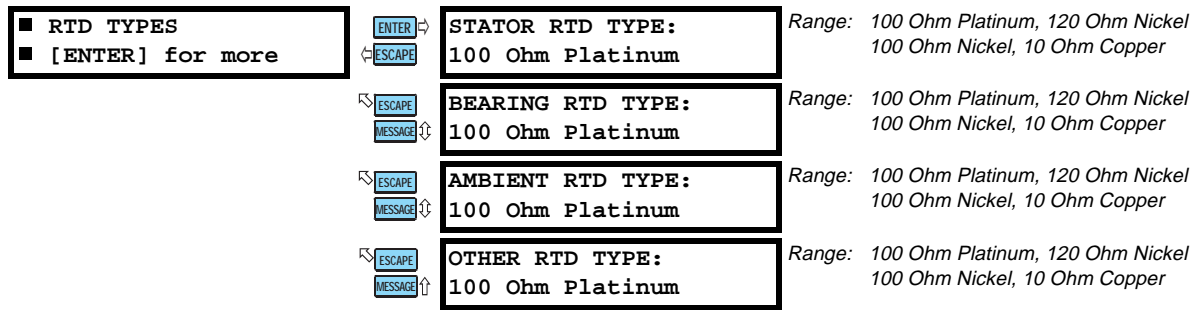 RTD TYPES
[ENTER] for more
ENTER
ESCAPE
STATOR RTD TYPE:
100 Ohm Platinum
Range: 100 Ohm Platinum, 120 Ohm Nickel
100 Ohm Nickel, 10 Ohm Copper
ESCAPE
MESSAGE
BEARING RTD TYPE:
100 Ohm Platinum
Range: 100 Ohm Platinum, 120 Ohm Nickel
100 Ohm Nickel, 10 Ohm Copper
ESCAPE
MESSAGE
AMBIENT RTD TYPE:
100 Ohm Platinum
Range: 100 Ohm Platinum, 120 Ohm Nickel
100 Ohm Nickel, 10 Ohm Copper
ESCAPE
MESSAGE
OTHER RTD TYPE:
100 Ohm Platinum
Range: 100 Ohm Platinum, 120 Ohm Nickel
100 Ohm Nickel, 10 Ohm Copper